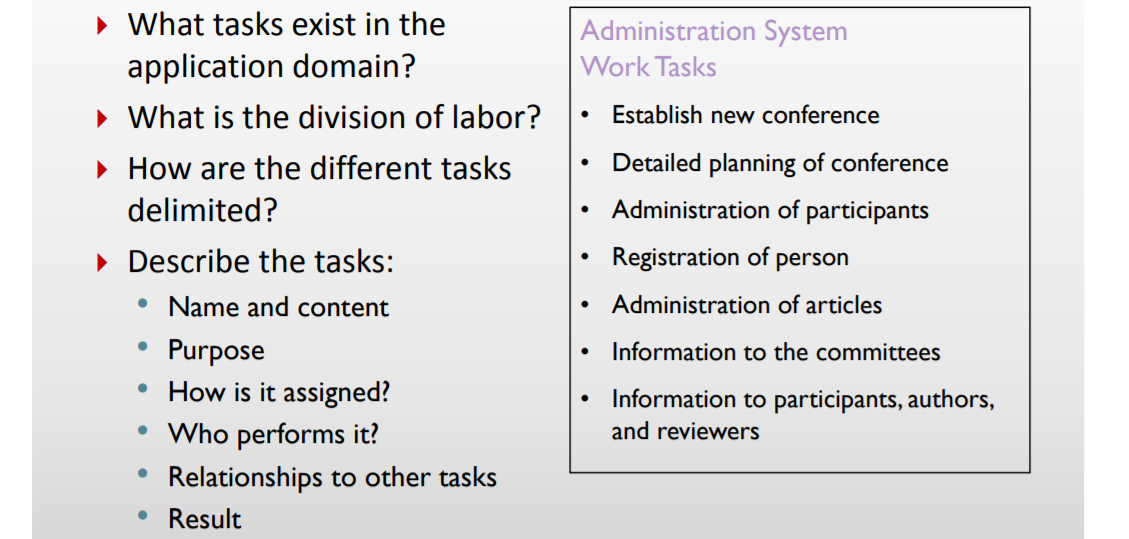 What tasks exist in the
application domain?
What is the division of labor?
How are the different tasks
delimited?
Describe the tasks:
• Name and content
• Purpose
• How is it assigned?
• Who performs it?
• Relationships to other tasks
• Result
Administration System
Work Tasks
• Establish new conference
• Detailed planning of conference
• Administration of participants
• Registration of person
• Administration of articles
• Information to the committees
• Information to participants, authors,
and reviewers